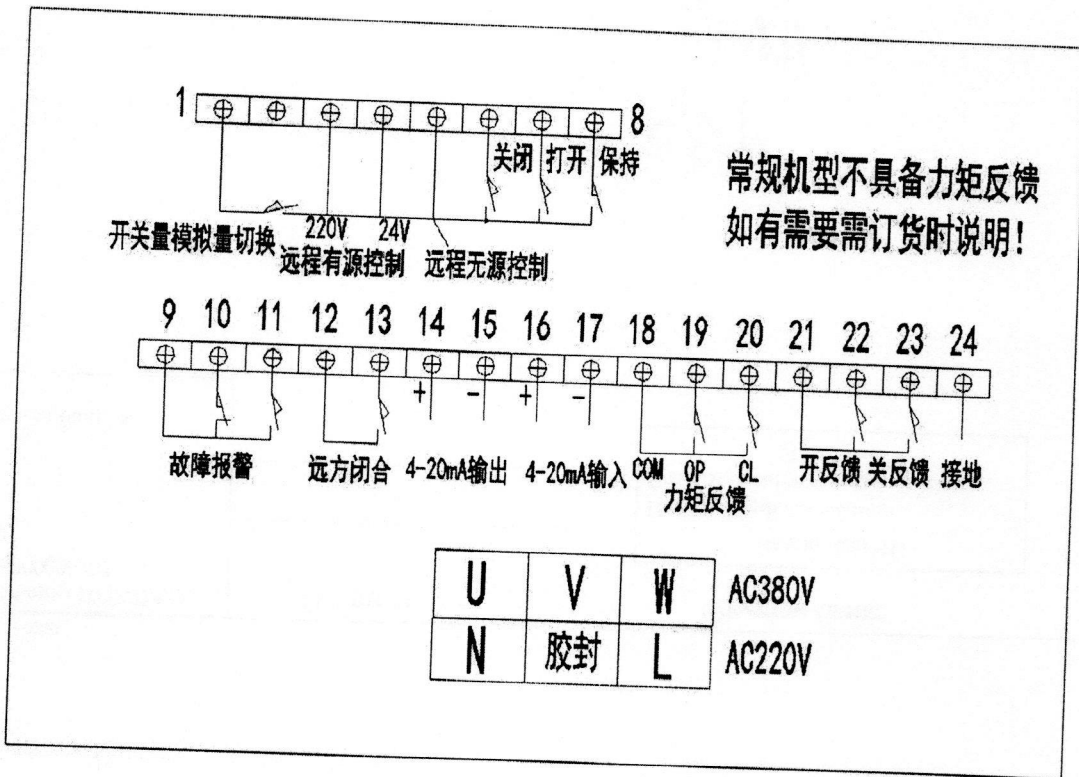 1 8
关闭 打开 保持
常规机型不具备力矩反馈
如有需要需订货时说明!
开关量模拟量切换 220V 24V
远程有源控制 远程无源控制
9 10 11 12 13 14 15 16 17 18 19 20 21 22 23 24
+ - + -
故障报警 远方闭合 4-20mA输出 4-20mA输入 COM OP CL 开反馈 关反馈 接地
力矩反馈
U V W AC380V
N 胶封 L AC220V